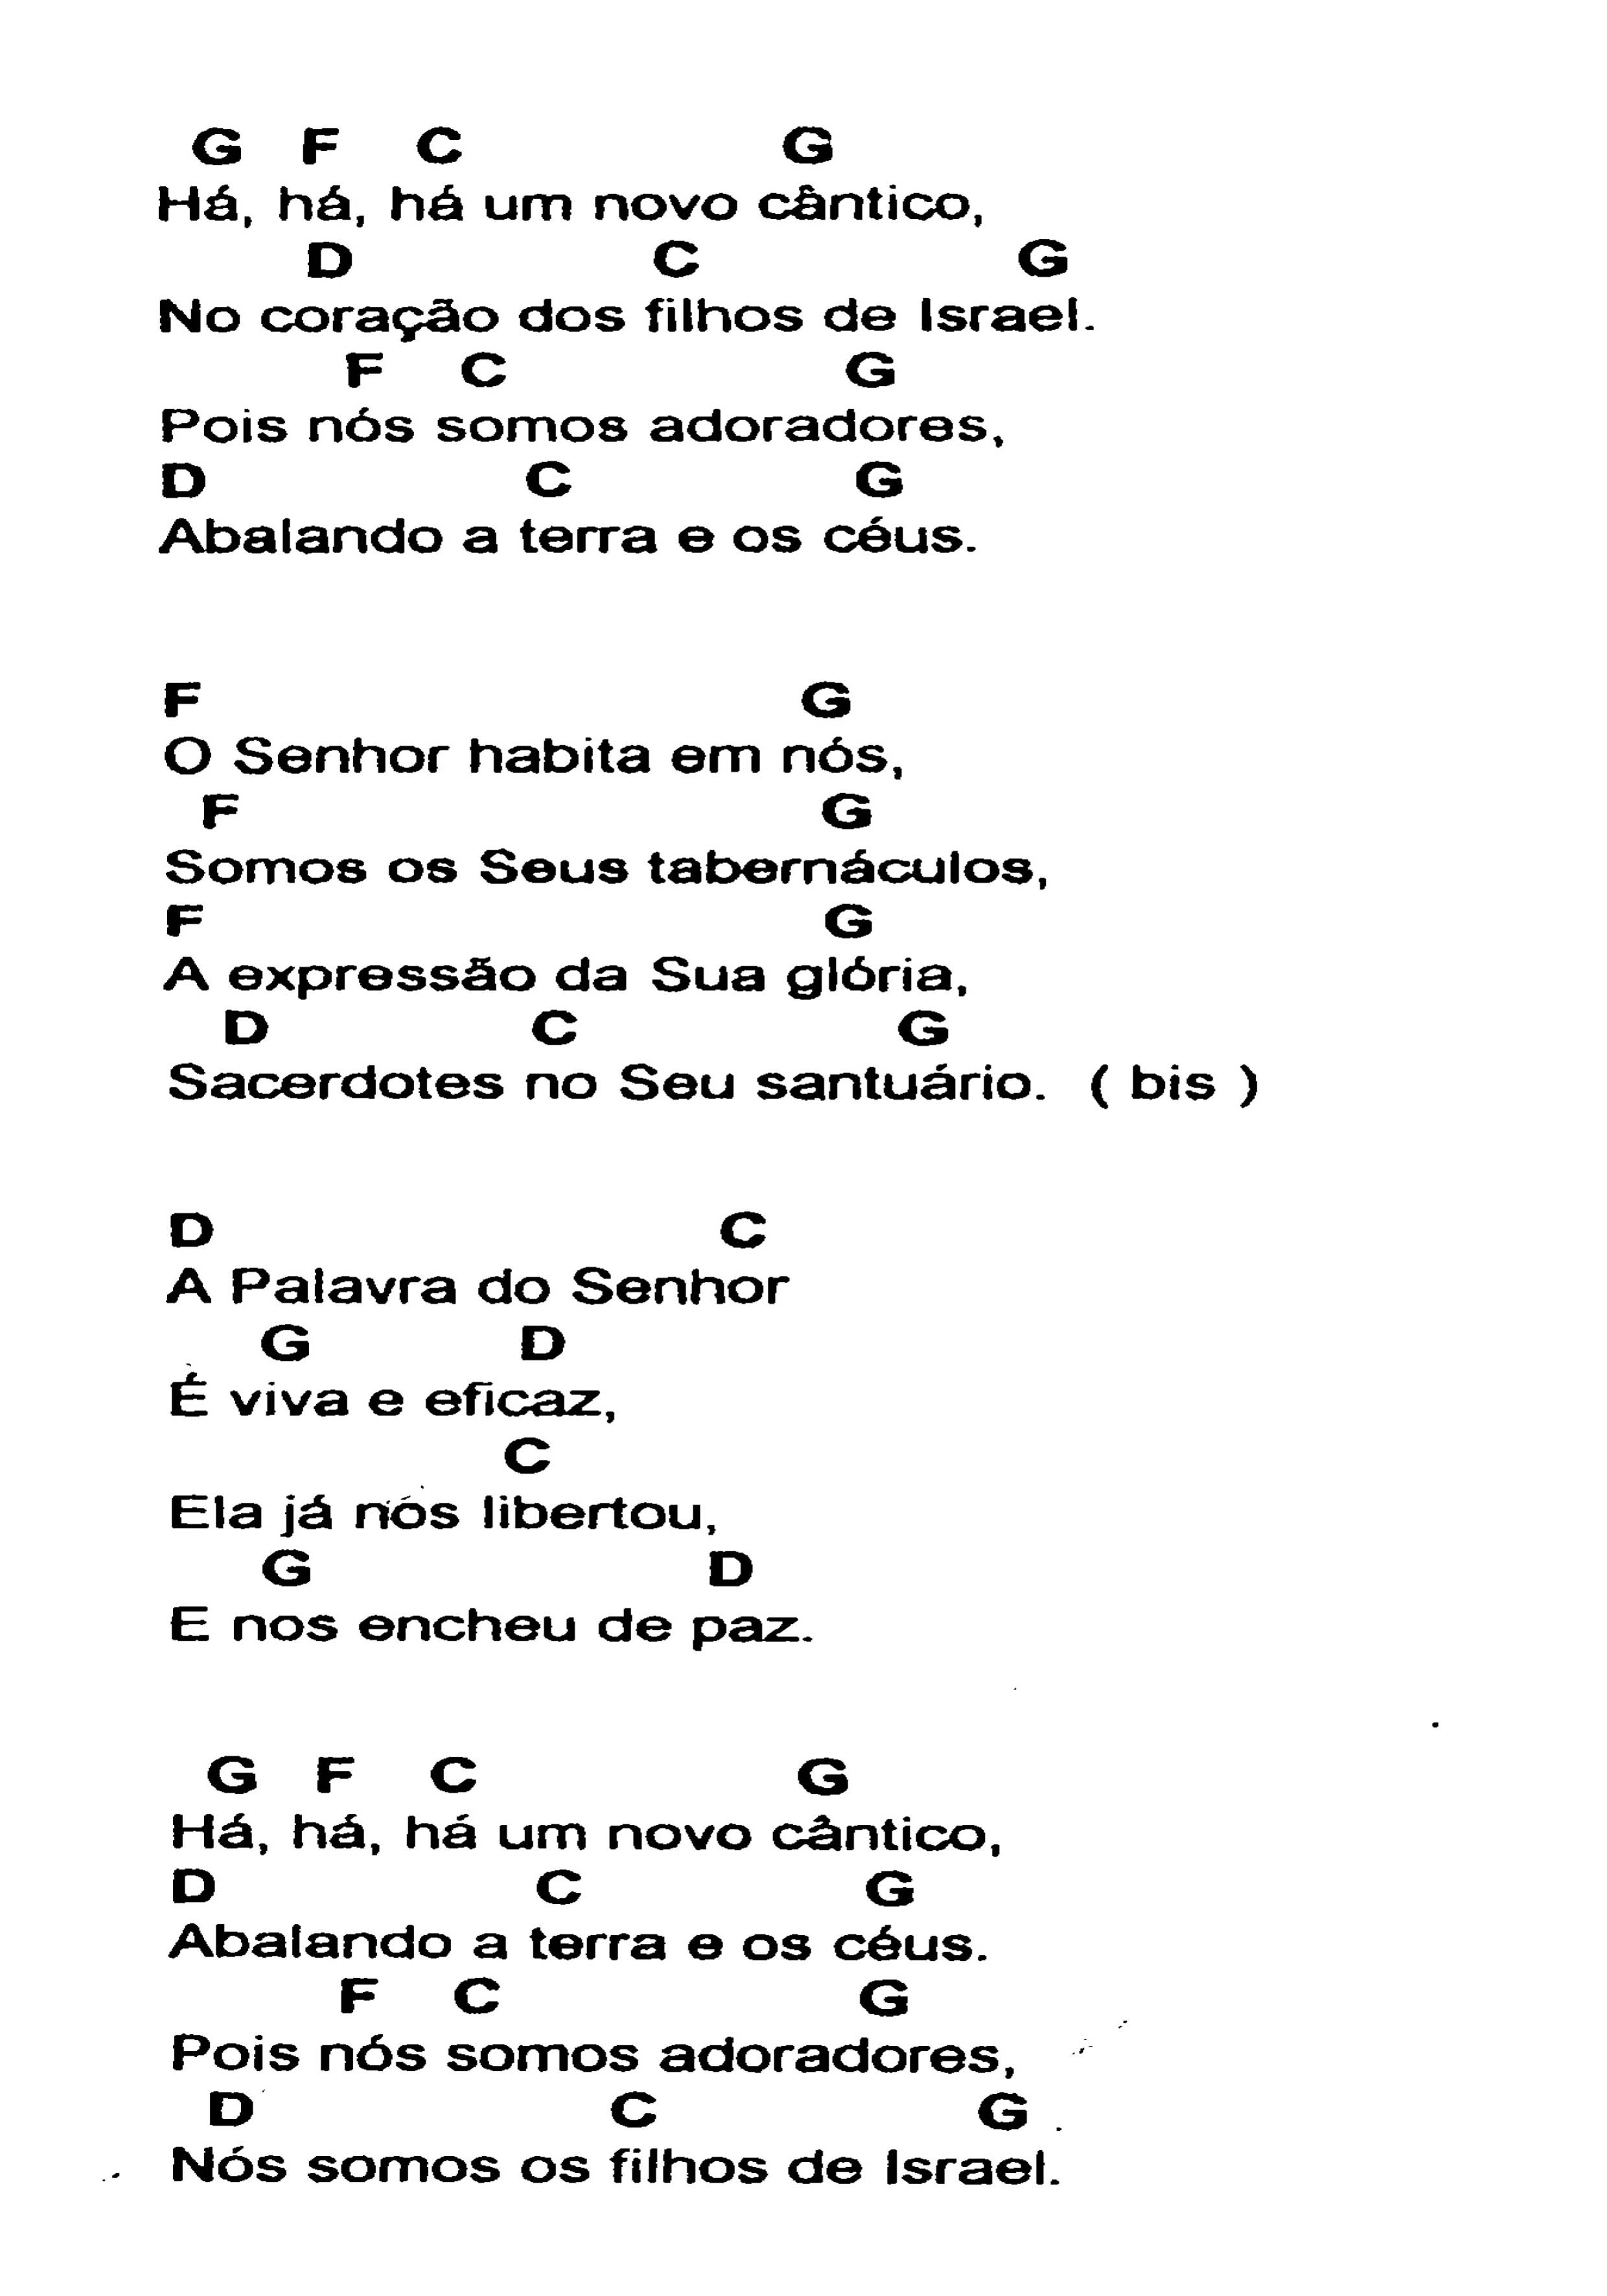 G F C G
Há, há, há um novo cântico,
D C G
No coração dos filhos de Israel.
F C G
Pois nós somos adoradores,
D C G
Abalando a terra e os céus.
F G
O Senhor habita em nós,
F G
Somos os Seus tabernáculos,
F G
A expressão da Sua glória,
D C G
Sacerdotes no Seu santuário. ( bis )
D C
A Palavra do Senhor
G D
É viva e eficaz,
C
Ela já nós libertou,
G D
E nos encheu de paz.
G F C G
Há, há, há um novo cântico,
D C G
Abalando a terra e os céus.
F C G
Pois nós somos adoradores,
D C G
Nós somos os filhos de Israel.